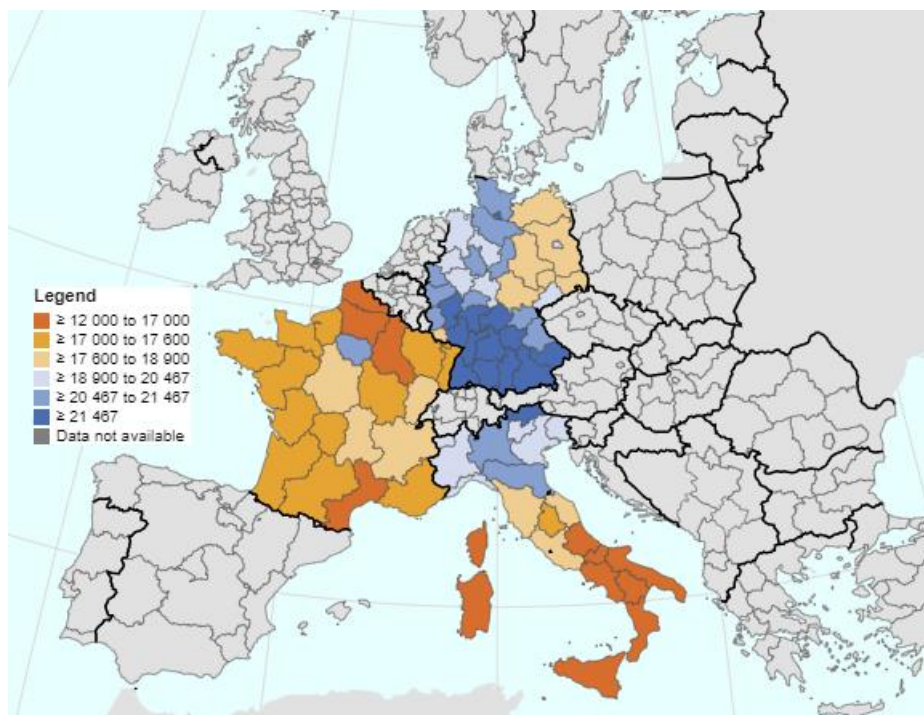 Legend
≥ 12 000 to 17 000
≥ 17 000 to 17 600
≥ 17 600 to 18 900
≥ 18 900 to 20 467
≥ 20 467 to 21 467
≥ 21 467
Data not available